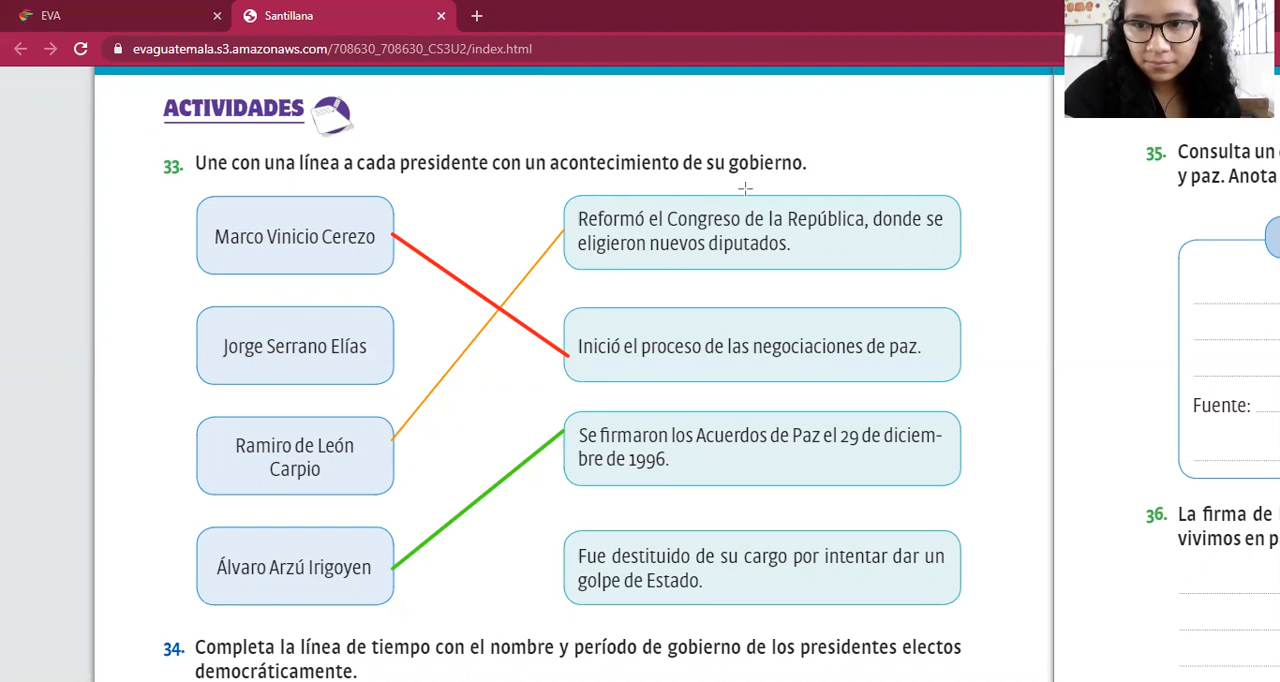 EVA
Santillana
evaguatemala.s3.amazonaws.com/708630_708630_CS3U2/index.html
ACTIVIDADES
33. Une con una línea a cada presidente con un acontecimiento de su gobierno.
Marco Vinicio Cerezo
Jorge Serrano Elías
Ramiro de León
Carpio
Álvaro Arzú Irigoyen
Reformó el Congreso de la República, donde se
eligieron nuevos diputados.
Inició el proceso de las negociaciones de paz.
Se firmaron los Acuerdos de Paz el 29 de diciem-
bre de 1996.
Fue destituido de su cargo por intentar dar un
golpe de Estado.
34. Completa la línea de tiempo con el nombre y período de gobierno de los presidentes electos
democráticamente.
35. Consulta un
y paz. Anota
Fuente:
36. La firma de
vivimos en p